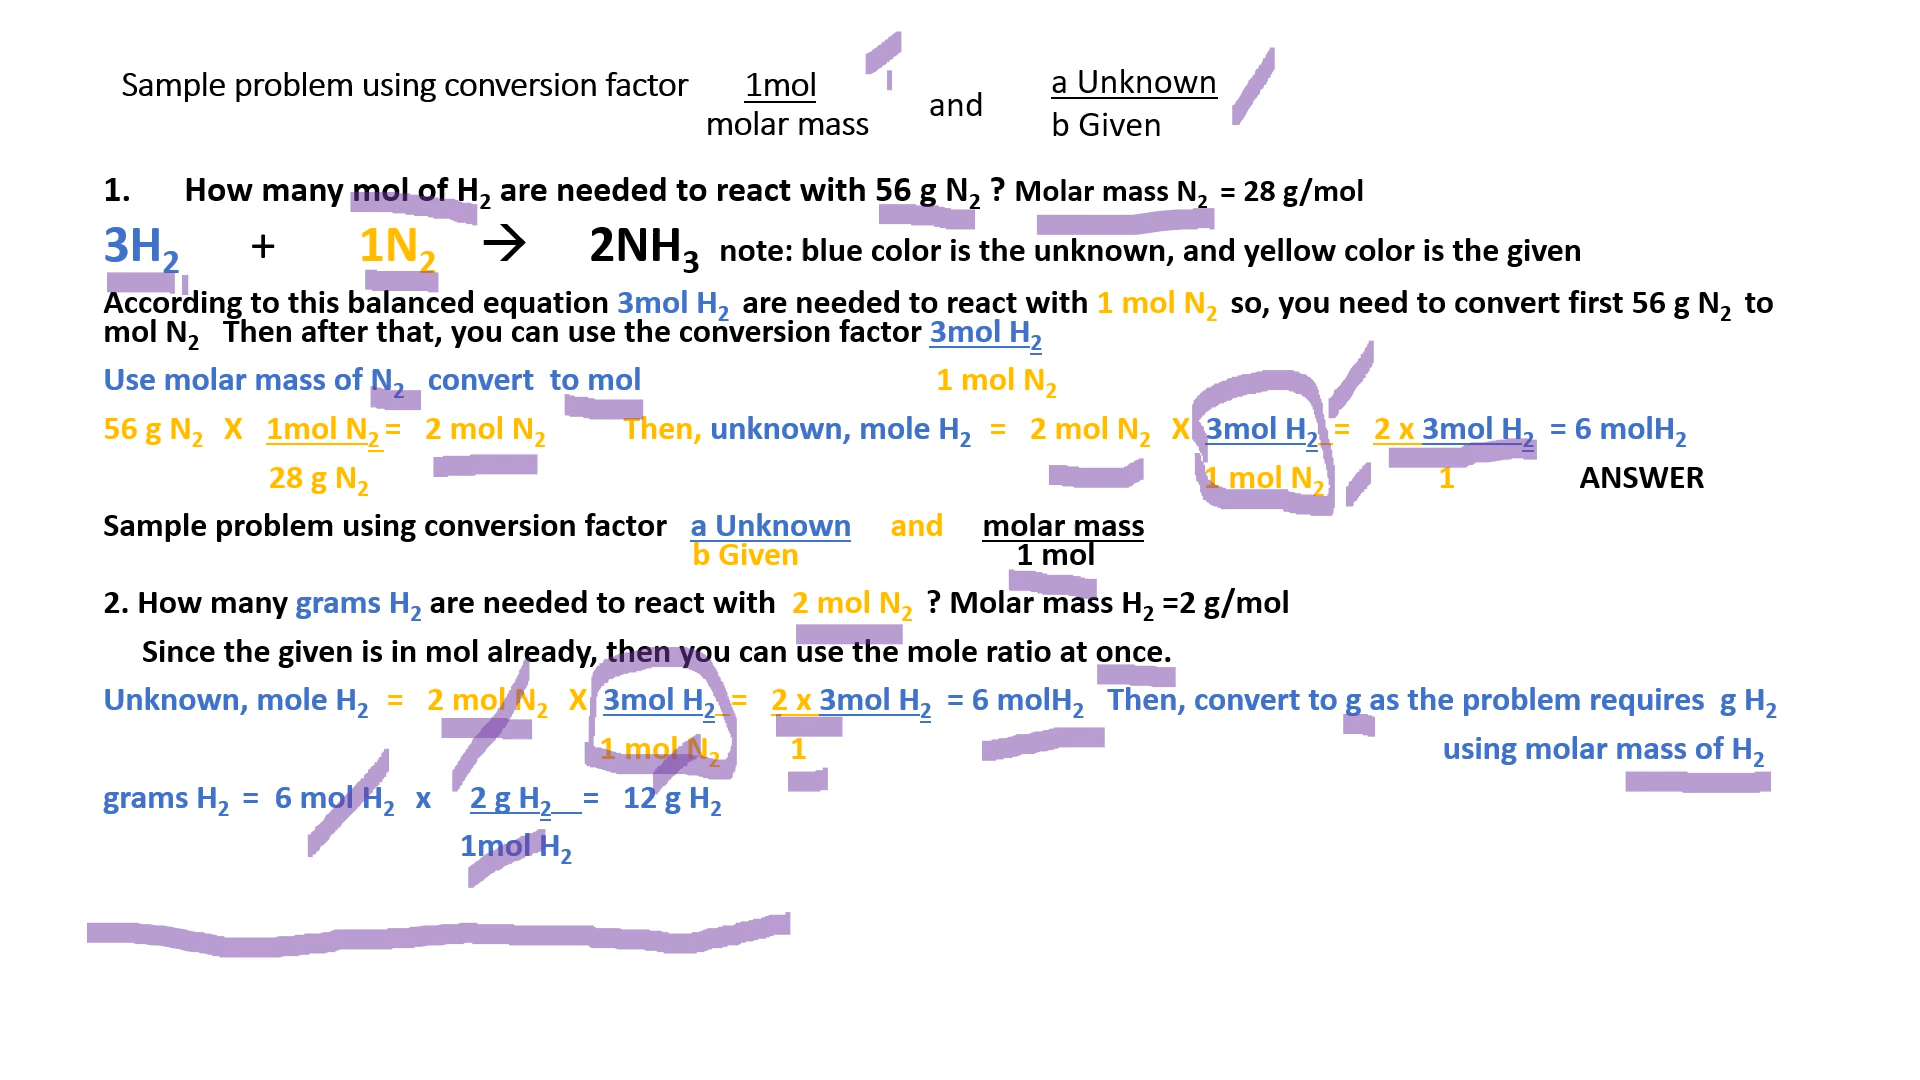 Sample problem using conversion factor 1mol and a Unknown
molar mass b Given
1. How many mol of H₂ are needed to react with 56 g N₂ ? Molar mass N₂ = 28 g/mol
3H₂ + 1N₂ → 2NH₃ note: blue color is the unknown, and yellow color is the given
According to this balanced equation 3mol H₂ are needed to react with 1 mol N₂ so, you need to convert first 56 g N₂ to
mol N₂ Then after that, you can use the conversion factor 3mol H₂
Use molar mass of N₂ convert to mol 1 mol N₂
56 g N₂ X 1mol N₂ = 2 mol N₂ Then, unknown, mole H₂ = 2 mol N₂ X 3mol H₂ = 2 x 3mol H₂ = 6 molH₂
28 g N₂ 1 mol N₂ 1 ANSWER
Sample problem using conversion factor a Unknown and molar mass
b Given 1 mol
2. How many grams H₂ are needed to react with 2 mol N₂ ? Molar mass H₂ =2 g/mol
Since the given is in mol already, then you can use the mole ratio at once.
Unknown, mole H₂ = 2 mol N₂ X 3mol H₂ = 2 x 3mol H₂ = 6 molH₂ Then, convert to g as the problem requires g H₂
1 mol N₂ 1 using molar mass of H₂
grams H₂ = 6 mol H₂ x 2 g H₂ = 12 g H₂
1mol H₂